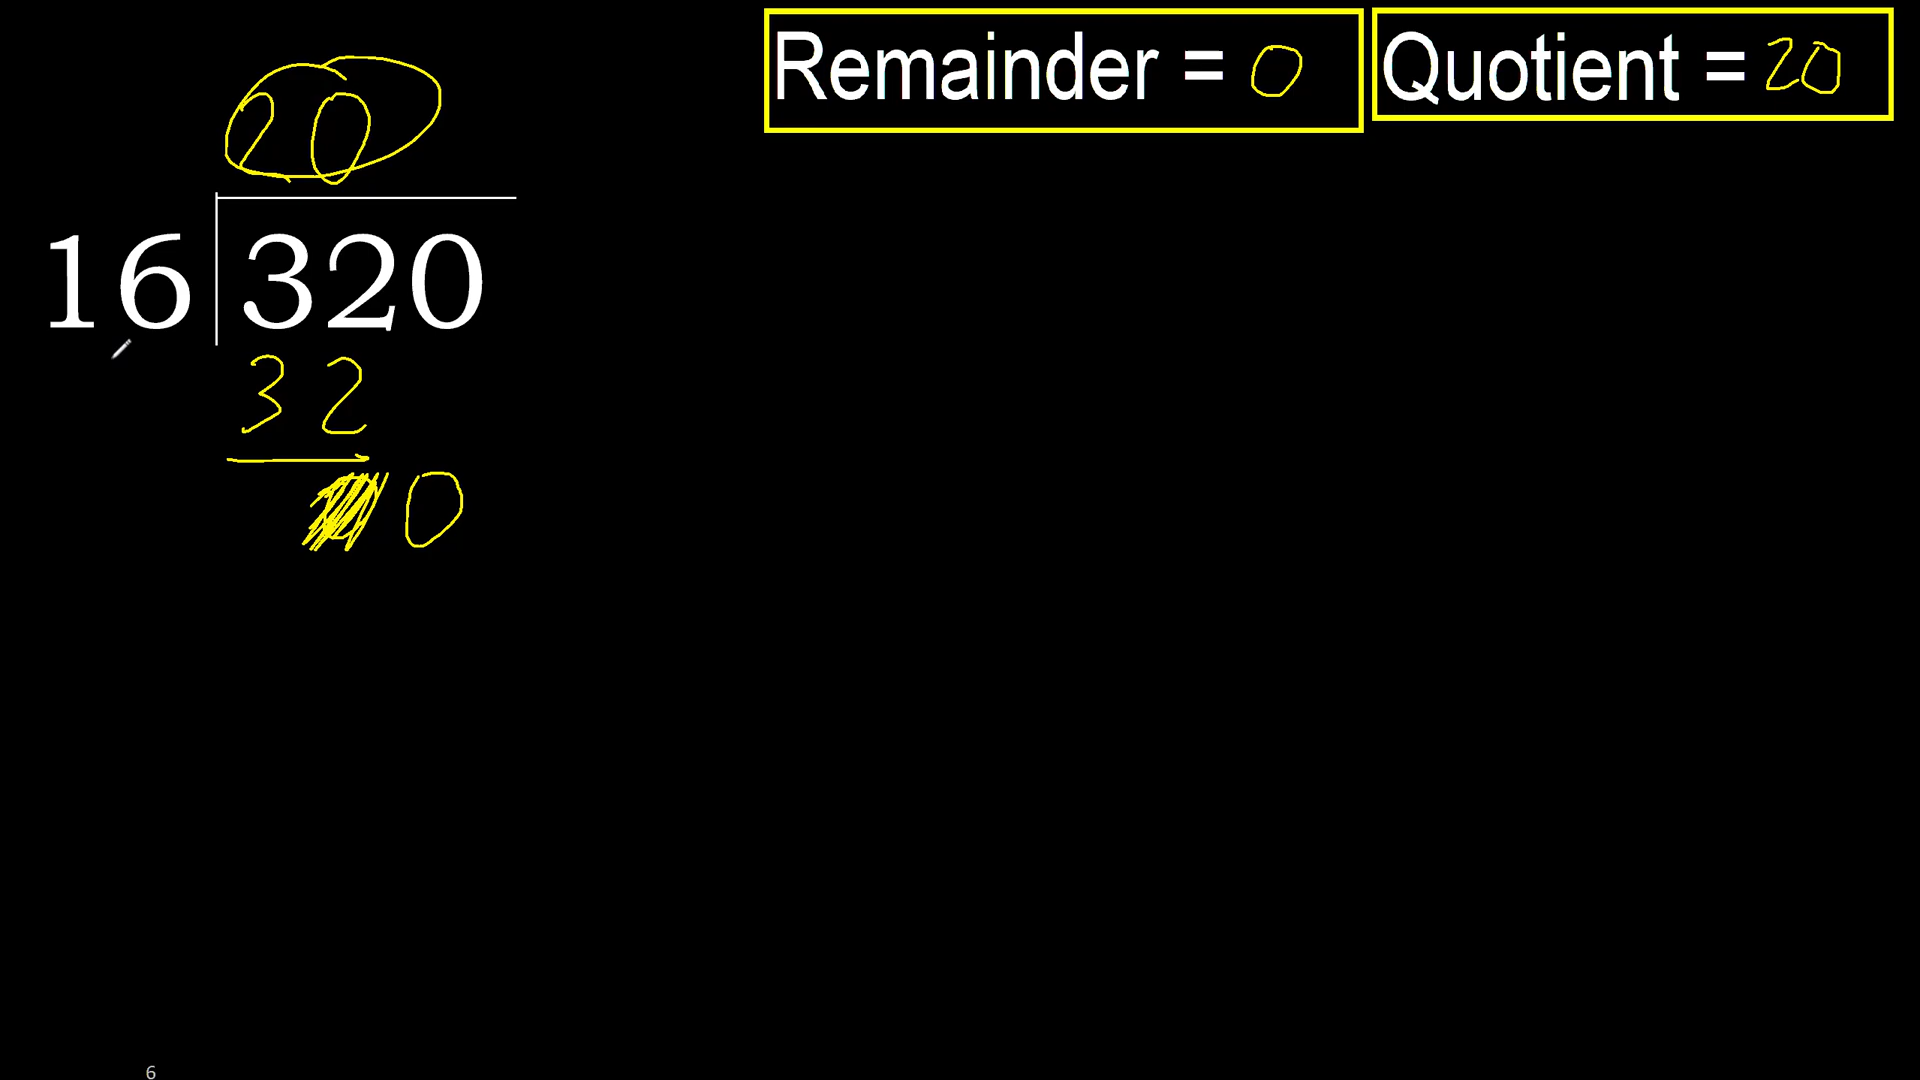 Remainder = 0
Quotient = 20
20
16 320
32
0
6